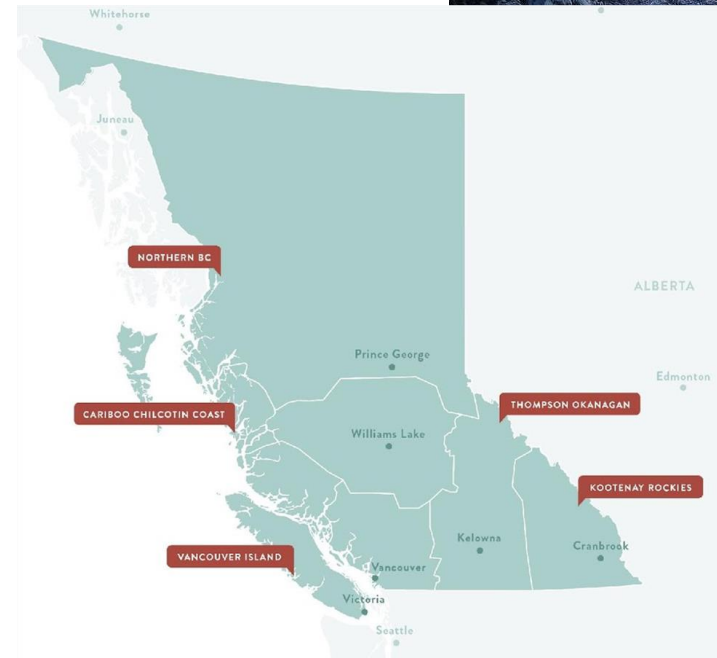 Whitehorse
Juneau
NORTHERN BC
ALBERTA
Prince George
Edmonton
THOMPSON OKANAGAN
CARIBOO CHILCOTIN COAST
Williams Lake
KOOTENAY ROCKIES
Kelowna
Cranbrook
VANCOUVER ISLAND
Vancouver
Victoria
Seattle